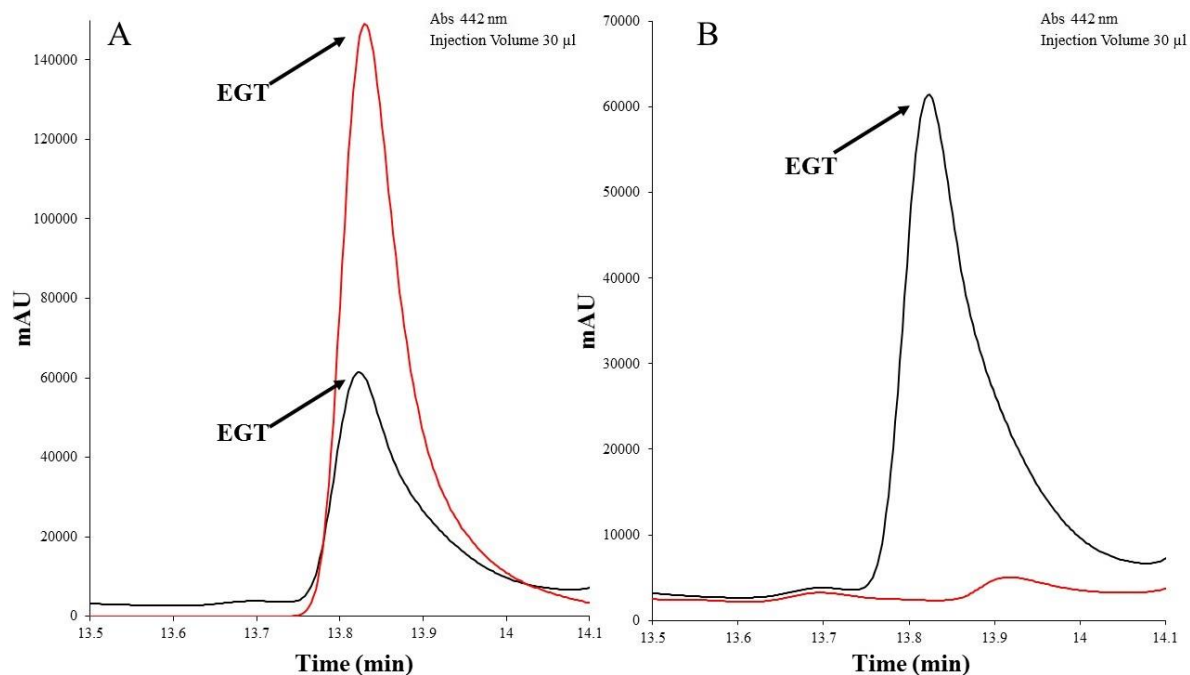 A
Abs 442 nm
Injection Volume 30 µl
EGT
EGT
mAU
140000
120000
100000
80000
60000
40000
20000
0
13.5 13.6 13.7 13.8 13.9 14 14.1
Time (min)
B
Abs 442 nm
Injection Volume 30 µl
EGT
mAU
70000
60000
50000
40000
30000
20000
10000
0
13.5 13.6 13.7 13.8 13.9 14 14.1
Time (min)